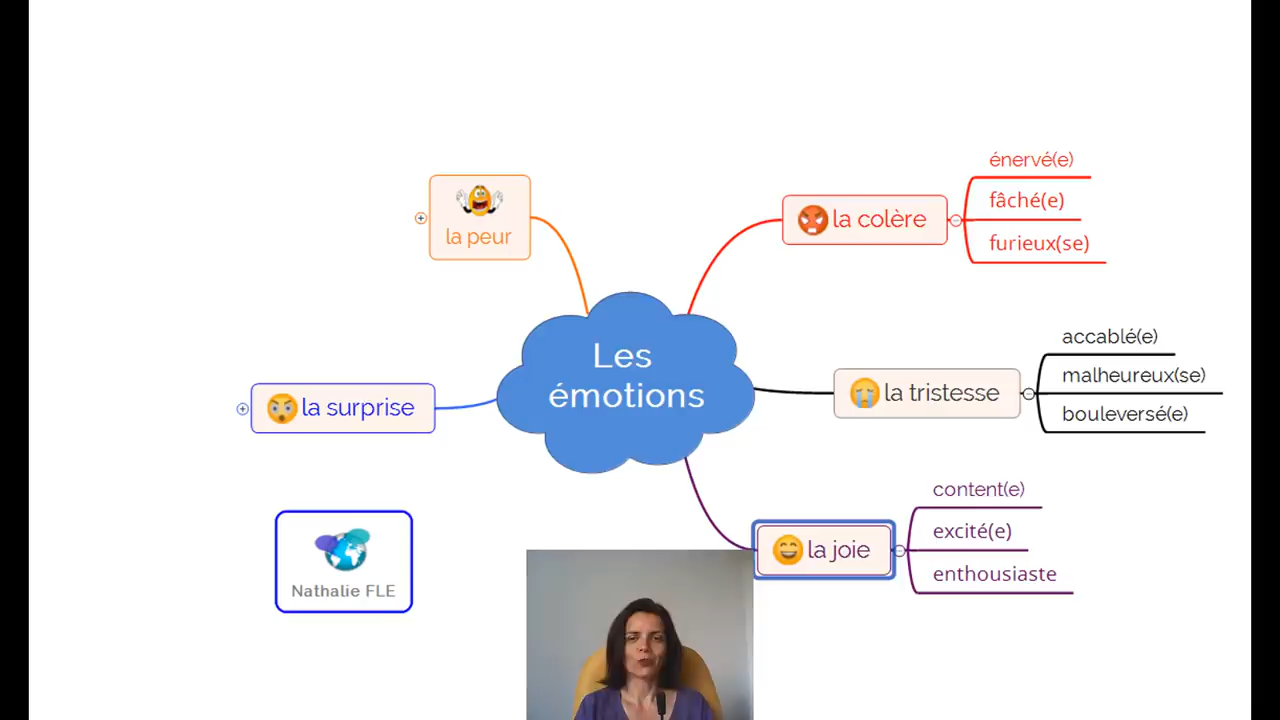 Les
émotions
la colère
énervé(e)
fâché(e)
furieux(se)
la tristesse
accablé(e)
malheureux(se)
bouleversé(e)
la joie
content(e)
excité(e)
enthousiaste
la peur
la surprise
Nathalie FLE